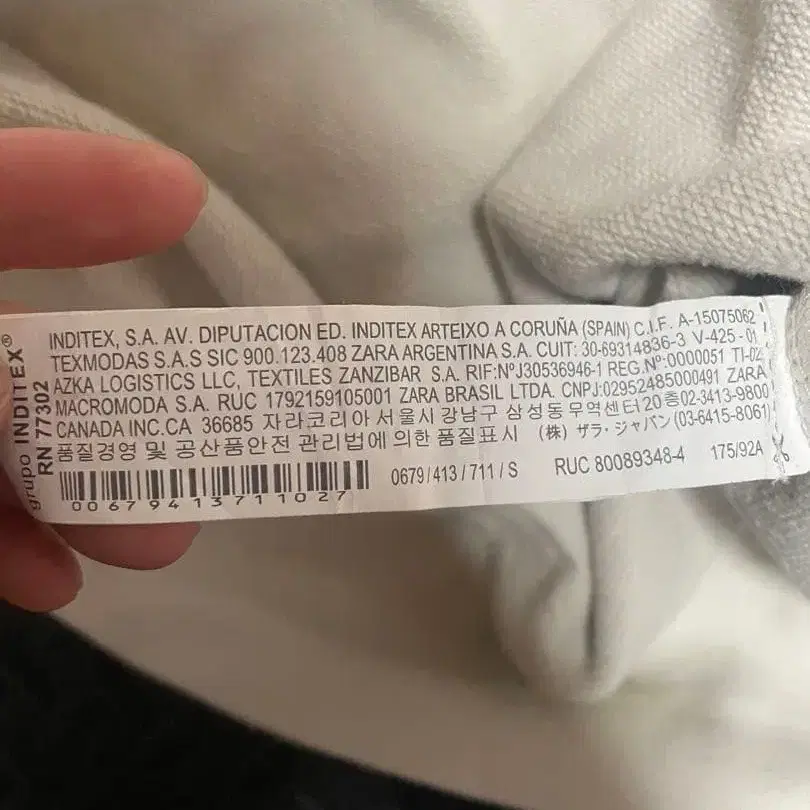 grupo INDITEX®
RN 77302
INDITEX, S.A. AV. DIPUTACION ED. INDITEX ARTEIXO A CORUÑA (SPAIN) C.I.F. A-15075062
TEXMODAS S.A.S SIC 900.123.408 ZARA ARGENTINA S.A. CUIT: 30-69314836-3 V-425-01
AZKA LOGISTICS LLC, TEXTILES ZANZIBAR S.A. RIF:NºJ30536946-1 REG.Nº:0000051 TI-02
MACROMODA S.A. RUC 1792159105001 ZARA BRASIL LTDA. CNPJ:02952485000491 ZARA
CANADA INC.CA 36685 자라코리아 서울시 강남구 삼성동 무역센터 20층 02-3413-9800
품질경영 및 공산품안전 관리법에 의한 품질표시 (株) ザラ・ジャパン (03-6415-8061)
0679/413/711/S RUC 80089348-4 175/92A
00679413711027